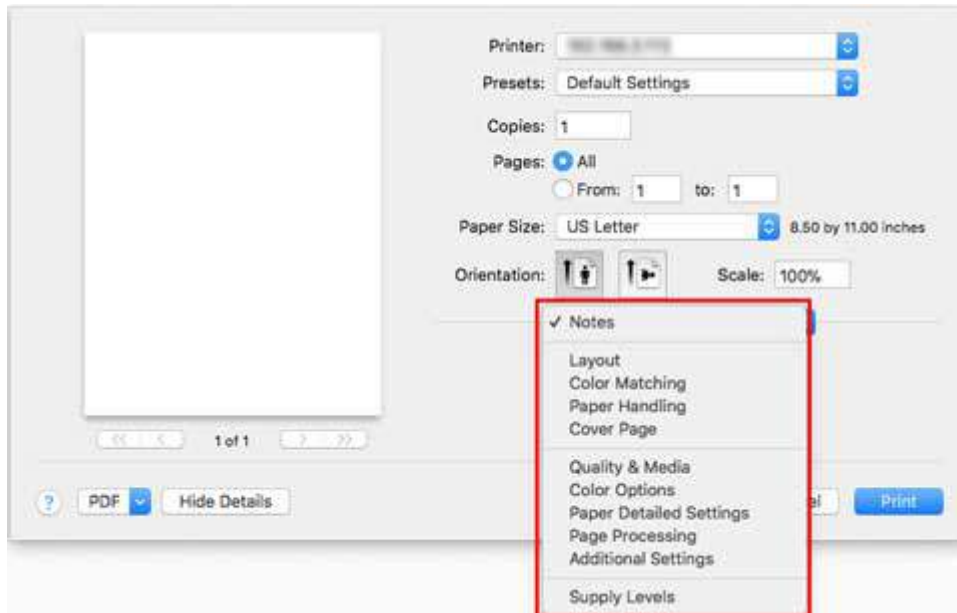 Printer:
Presets: Default Settings
Copies: 1
Pages: All
From: 1 to: 1
Paper Size: US Letter 8.50 by 11.00 inches
Orientation: Scale: 100%
✓ Notes
Layout
Color Matching
Paper Handling
Cover Page
1 of 1
Quality & Media
Color Options
Paper Detailed Settings
Page Processing
Additional Settings
Supply Levels
? PDF Hide Details el Print